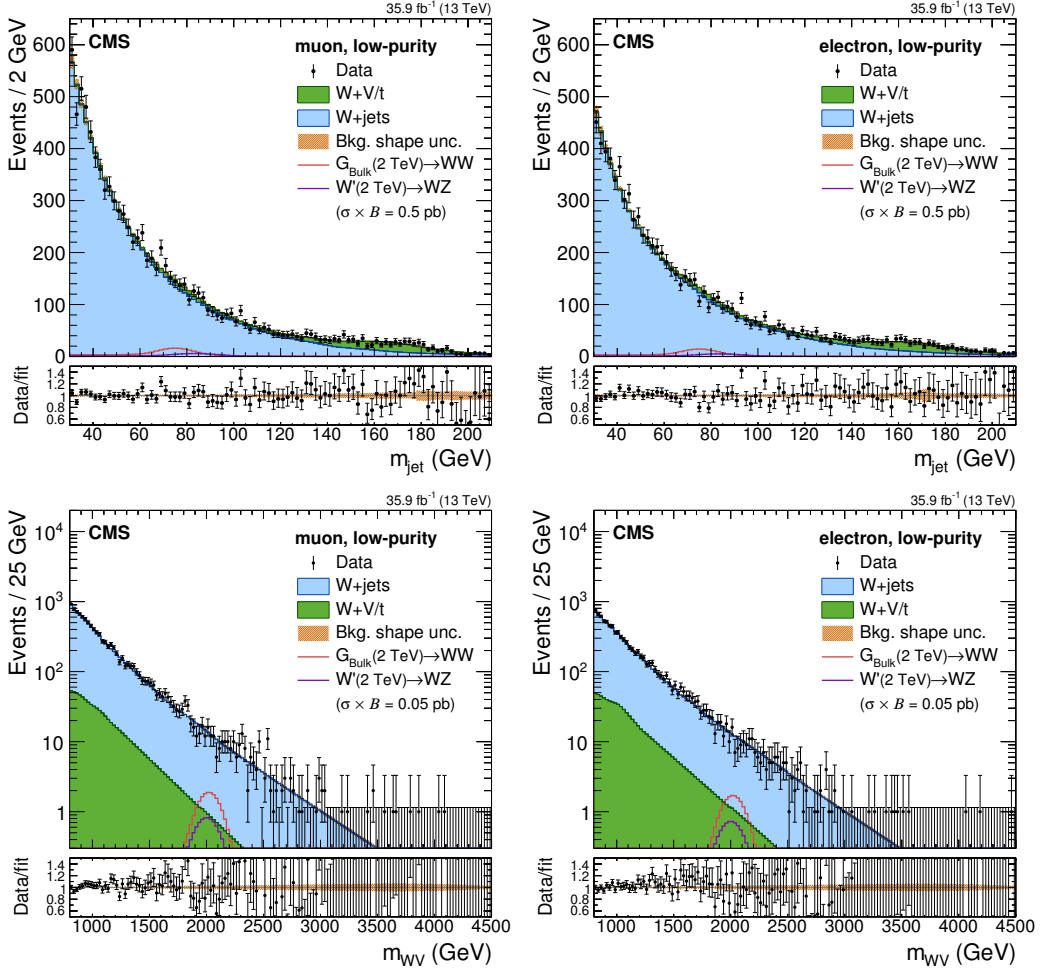 35.9 fb⁻¹ (13 TeV)
CMS
muon, low-purity
Data
W+V/t
W+jets
Bkg. shape unc.
G_Bulk(2 TeV)→WW
W'(2 TeV)→WZ
(σ × B = 0.5 pb)
Events / 2 GeV
600
500
400
300
200
100
0
Data/fit
1.4
1.2
1
0.8
0.6
40 60 80 100 120 140 160 180 200
m_jet (GeV)
35.9 fb⁻¹ (13 TeV)
CMS
electron, low-purity
Data
W+V/t
W+jets
Bkg. shape unc.
G_Bulk(2 TeV)→WW
W'(2 TeV)→WZ
(σ × B = 0.5 pb)
Events / 2 GeV
600
500
400
300
200
100
0
Data/fit
1.4
1.2
1
0.8
0.6
40 60 80 100 120 140 160 180 200
m_jet (GeV)
35.9 fb⁻¹ (13 TeV)
CMS
muon, low-purity
Data
W+jets
W+V/t
Bkg. shape unc.
G_Bulk(2 TeV)→WW
W'(2 TeV)→WZ
(σ × B = 0.05 pb)
Events / 25 GeV
10⁴
10³
10²
10
1
Data/fit
1.4
1.2
1
0.8
0.6
1000 1500 2000 2500 3000 3500 4000 4500
m_WV (GeV)
35.9 fb⁻¹ (13 TeV)
CMS
electron, low-purity
Data
W+jets
W+V/t
Bkg. shape unc.
G_Bulk(2 TeV)→WW
W'(2 TeV)→WZ
(σ × B = 0.05 pb)
Events / 25 GeV
10⁴
10³
10²
10
1
Data/fit
1.4
1.2
1
0.8
0.6
1000 1500 2000 2500 3000 3500 4000 4500
m_WV (GeV)